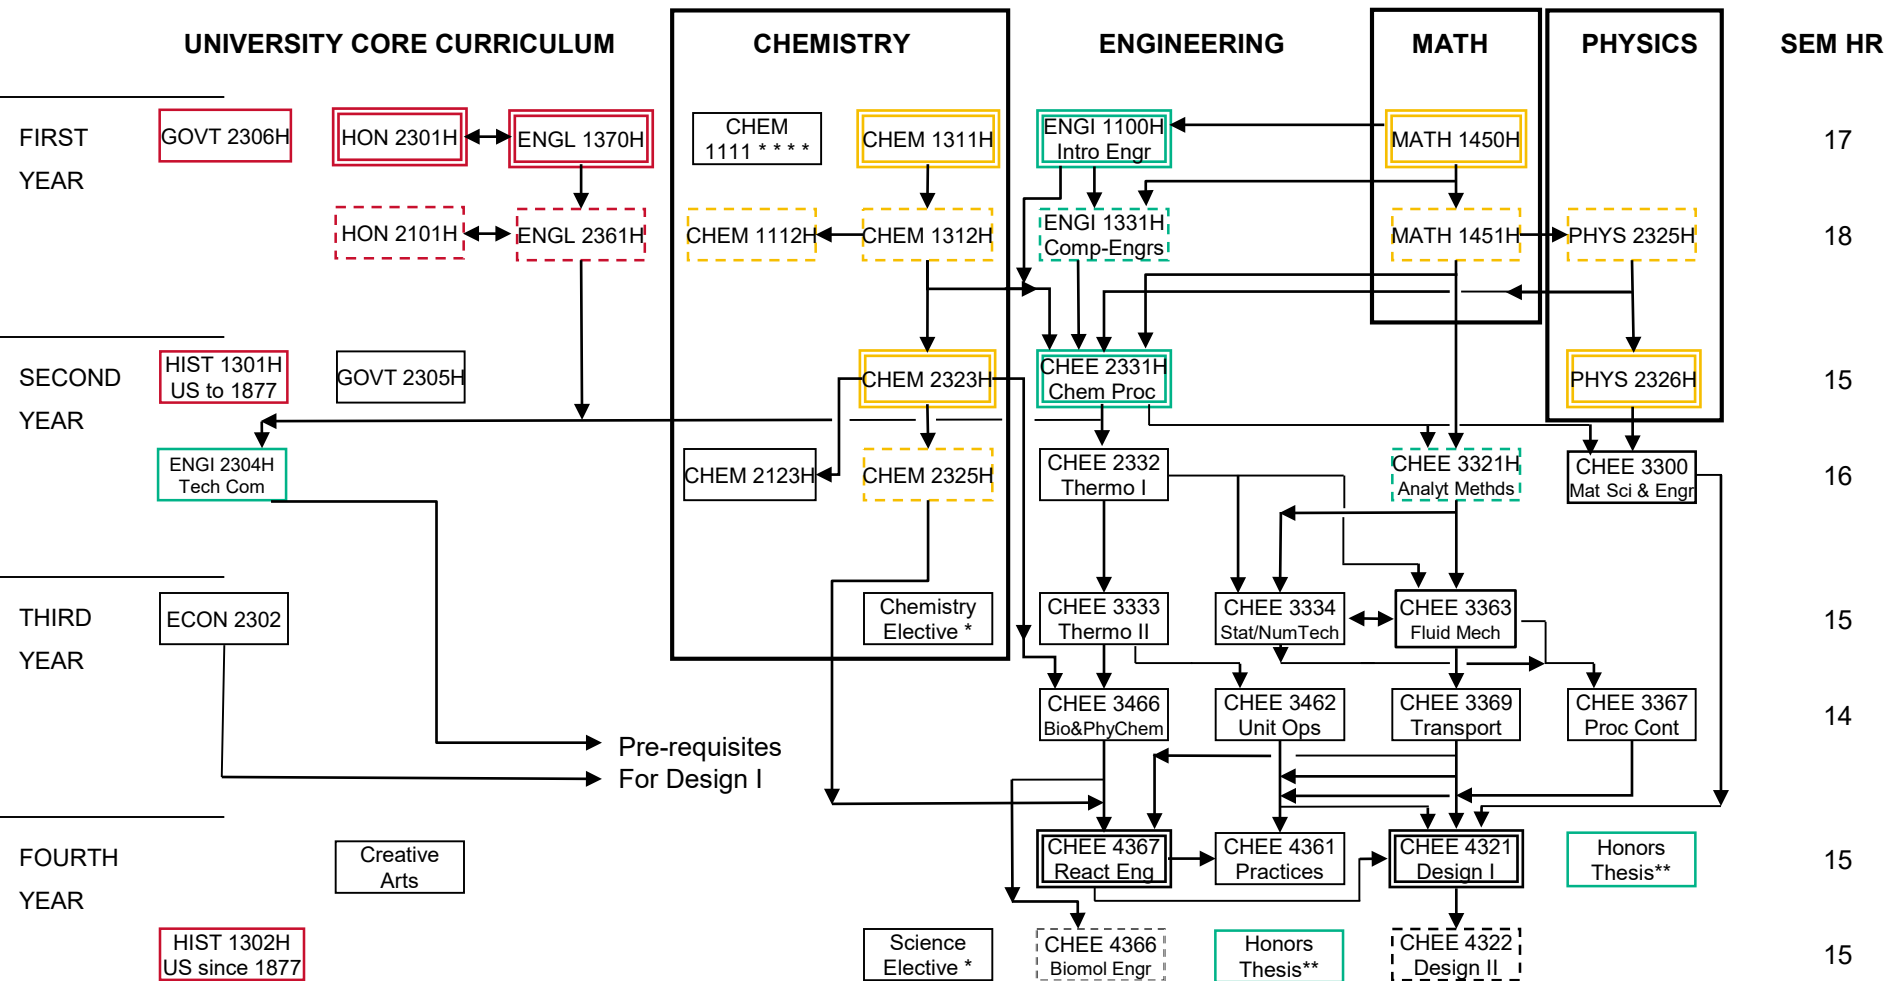 UNIVERSITY CORE CURRICULUM
CHEMISTRY
ENGINEERING
MATH
PHYSICS
SEM HR
FIRST
YEAR
GOVT 2306H
HON 2301H
ENGL 1370H
CHEM
1111 * * * *
CHEM 1311H
ENGI 1100H
Intro Engr
MATH 1450H
17
HON 2101H
ENGL 2361H
CHEM 1112H
CHEM 1312H
ENGI 1331H
Comp-Engrs
MATH 1451H
PHYS 2325H
18
SECOND
YEAR
HIST 1301H
US to 1877
GOVT 2305H
CHEM 2323H
CHEE 2331H
Chem Proc
PHYS 2326H
15
ENGI 2304H
Tech Com
CHEM 2123H
CHEM 2325H
CHEE 2332
Thermo I
CHEE 3321H
Analyt Methds
CHEE 3300
Mat Sci & Engr
16
THIRD
YEAR
ECON 2302
Chemistry
Elective *
CHEE 3333
Thermo II
CHEE 3334
Stat/NumTech
CHEE 3363
Fluid Mech
15
CHEE 3466
Bio&PhyChem
CHEE 3462
Unit Ops
CHEE 3369
Transport
CHEE 3367
Proc Cont
14
Pre-requisites
For Design I
FOURTH
YEAR
Creative
Arts
CHEE 4367
React Eng
CHEE 4361
Practices
CHEE 4321
Design I
Honors
Thesis**
15
HIST 1302H
US since 1877
Science
Elective *
CHEE 4366
Biomol Engr
Honors
Thesis**
CHEE 4322
Design II
15